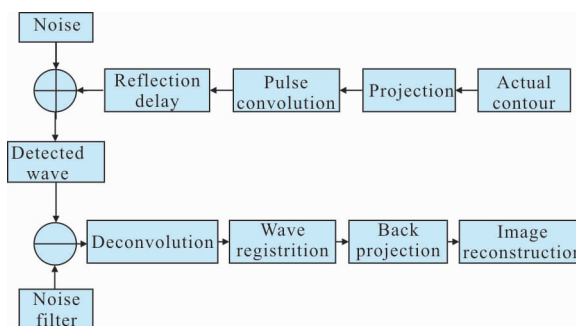 Noise
Reflection
delay
Pulse
convolution
Projection
Actual
contour
Detected
wave
Deconvolution
Wave
registrition
Back
projection
Image
reconstruction
Noise
filter